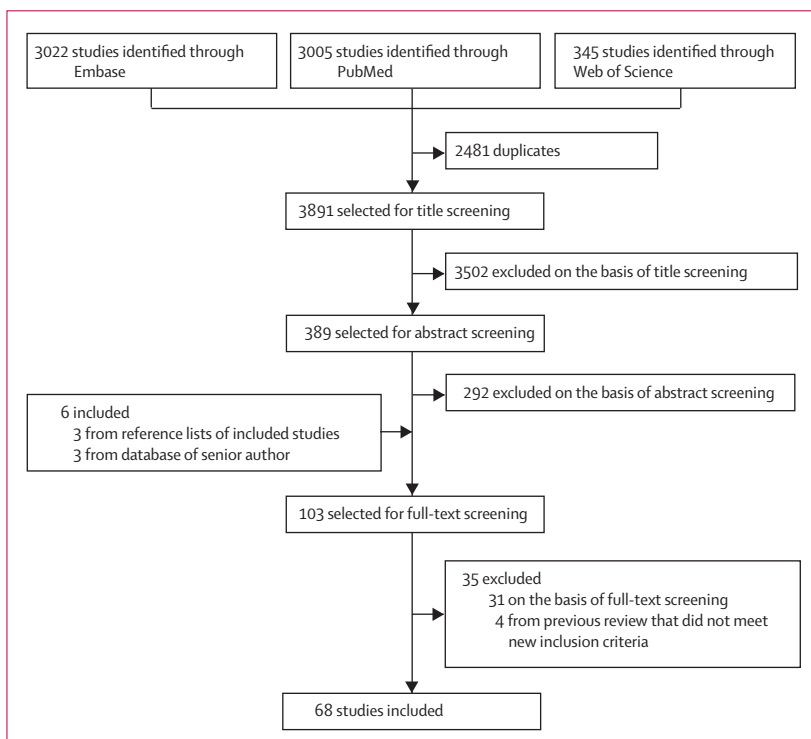 3022 studies identified through
Embase
3005 studies identified through
PubMed
345 studies identified through
Web of Science
2481 duplicates
3891 selected for title screening
3502 excluded on the basis of title screening
389 selected for abstract screening
292 excluded on the basis of abstract screening
6 included
3 from reference lists of included studies
3 from database of senior author
103 selected for full-text screening
35 excluded
31 on the basis of full-text screening
4 from previous review that did not meet
new inclusion criteria
68 studies included